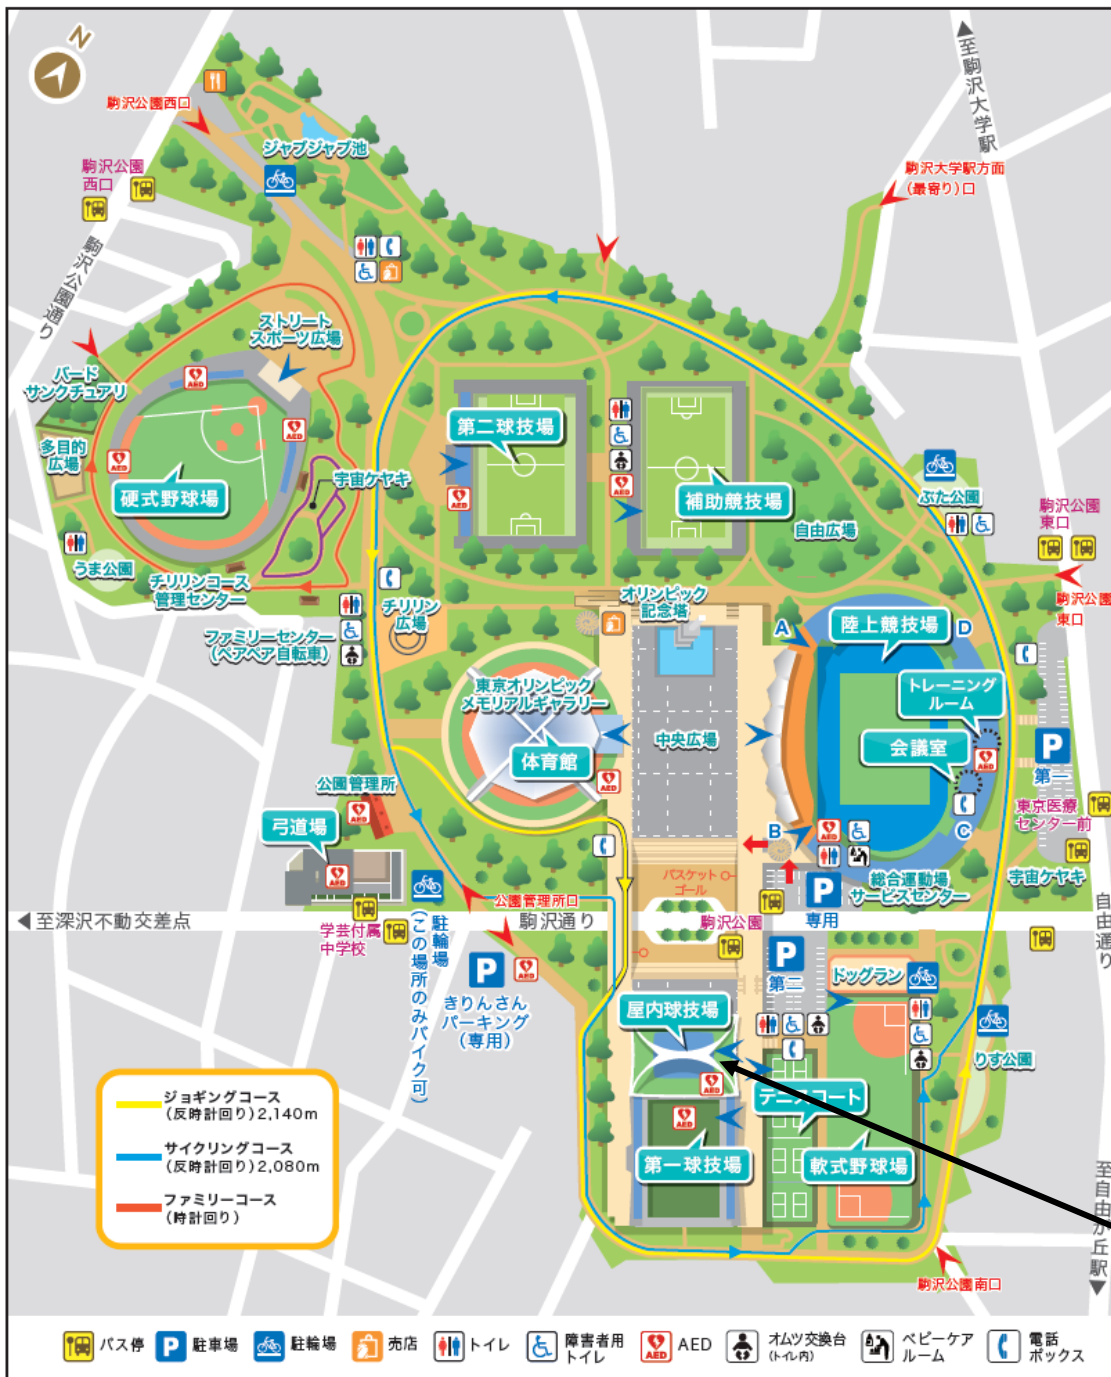 N
駒沢公園西口
ジャブジャブ池
駒沢公園
西口
駒沢公園通り
▲至駒沢大学駅
駒沢大学駅方面
(最寄り)口
ストリート
スポーツ広場
バード
サンクチュアリ
多目的
広場
AED
AED
AED
硬式野球場
宇宙ケヤキ
うま公園
チリリンコース
管理センター
第二球技場
AED
AED
補助競技場
自由広場
ぶた公園
駒沢公園
東口
駒沢公園
東口
チリリン
広場
ファミリーセンター
(ペアペア自転車)
オリンピック
記念塔
A
陸上競技場
D
トレーニング
ルーム
会議室
AED
東京オリンピック
メモリアルギャラリー
体育館
AED
中央広場
P
第一
東京医療
センター前
公園管理所
AED
弓道場
AED
B
AED
C
総合運動場
サービスセンター
宇宙ケヤキ
バスケット
ゴール
P
専用
公園管理所口
◀至深沢不動交差点
駒沢通り
駒沢公園
自由通り
学芸付属
中学校
駐輪場
(この場所のみバイク可)
P
AED
きりんさん
パーキング
(専用)
P
第二
ドッグラン
屋内球技場
AED
りす公園
テニスコート
AED
第一球技場
軟式野球場
ジョギングコース
(反時計回り)2,140m
サイクリングコース
(反時計回り)2,080m
ファミリーコース
(時計回り)
駒沢公園南口
至自由が丘駅▼
バス停
P 駐車場
駐輪場
売店
トイレ
障害者用
トイレ
AED AED
オムツ交換台
(トイレ内)
ベビーケア
ルーム
電話
ボックス